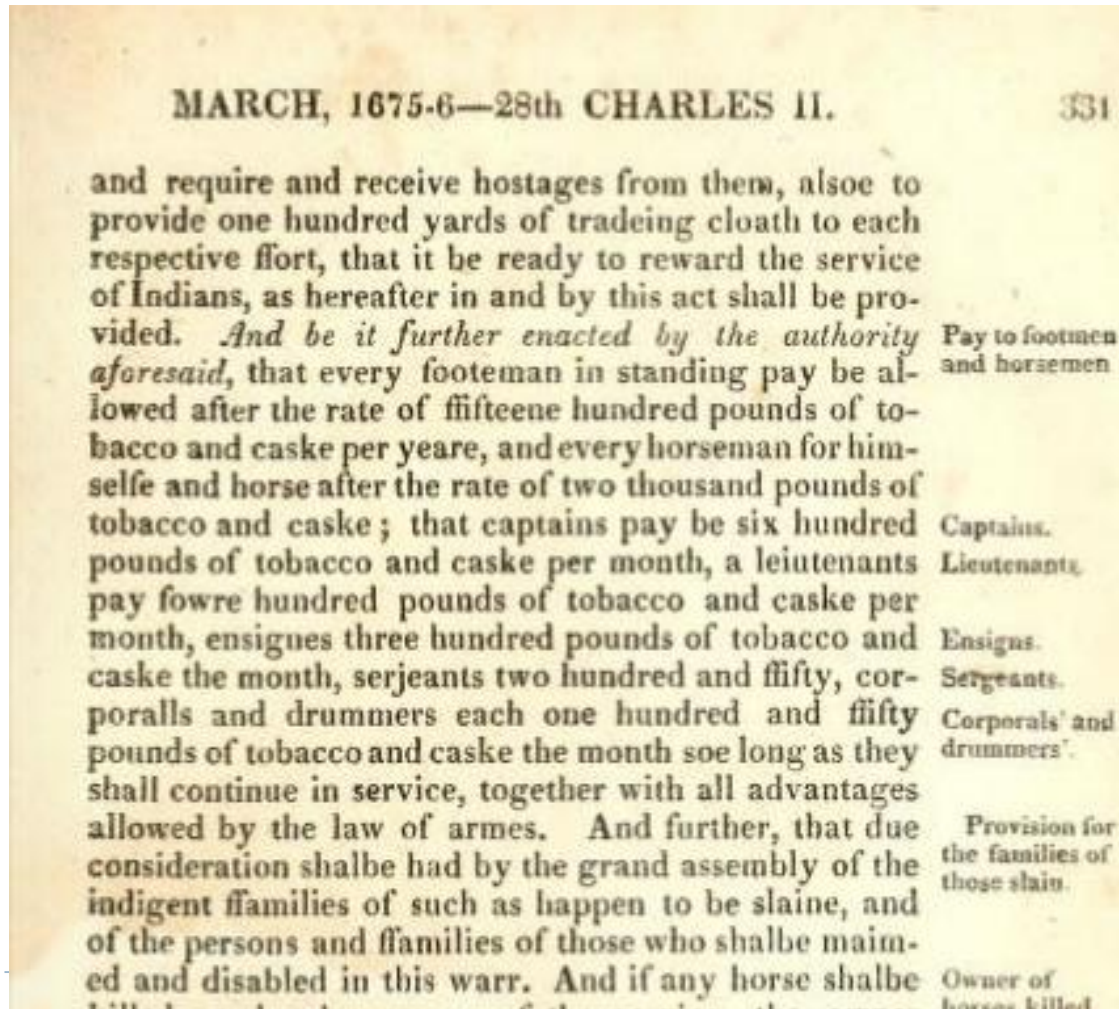 MARCH, 1675-6—28th CHARLES II. 331
and require and receive hostages from them, alsoe to
provide one hundred yards of tradeing cloath to each
respective ffort, that it be ready to reward the service
of Indians, as hereafter in and by this act shall be pro-
vided. And be it further enacted by the authority
Pay to footmen
aforesaid, that every footeman in standing pay be al-
and horsemen
lowed after the rate of ffifteene hundred pounds of to-
bacco and caske per yeare, and every horseman for him-
selfe and horse after the rate of two thousand pounds of
tobacco and caske; that captains pay be six hundred
Captains.
pounds of tobacco and caske per month, a leiutenants
Lieutenants.
pay fowre hundred pounds of tobacco and caske per
month, ensignes three hundred pounds of tobacco and
Ensigns.
caske the month, serjeants two hundred and ffifty, cor-
Sergeants.
poralls and drummers each one hundred and ffifty
Corporals' and
pounds of tobacco and caske the month soe long as they
drummers'.
shall continue in service, together with all advantages
allowed by the law of armes. And further, that due
Provision for
consideration shalbe had by the grand assembly of the
the families of
indigent ffamilies of such as happen to be slaine, and
those slain.
of the persons and ffamilies of those who shalbe maim-
ed and disabled in this warr. And if any horse shalbe
Owner of
horses killed